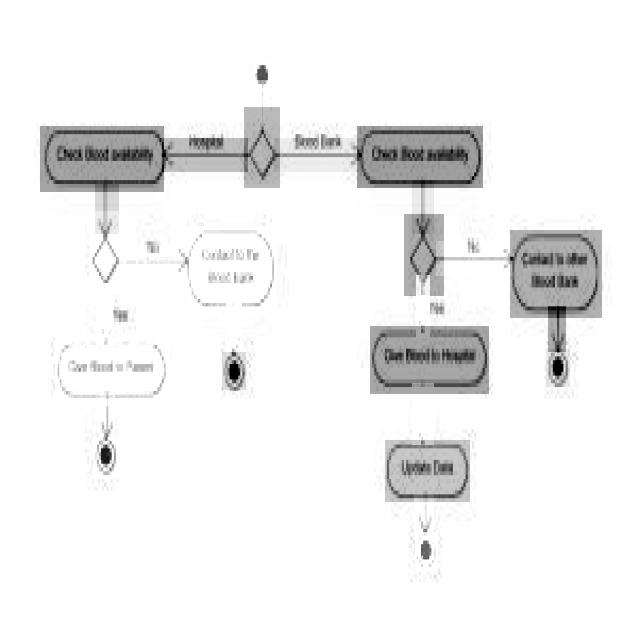 Hospital
Blood Bank
Check Blood availability
Check Blood availability
No
Contact to the
Blood Bank
No
Contact to other
Blood Bank
Yes
Yes
Give Blood to Patient
Give Blood to Hospital
Update Data